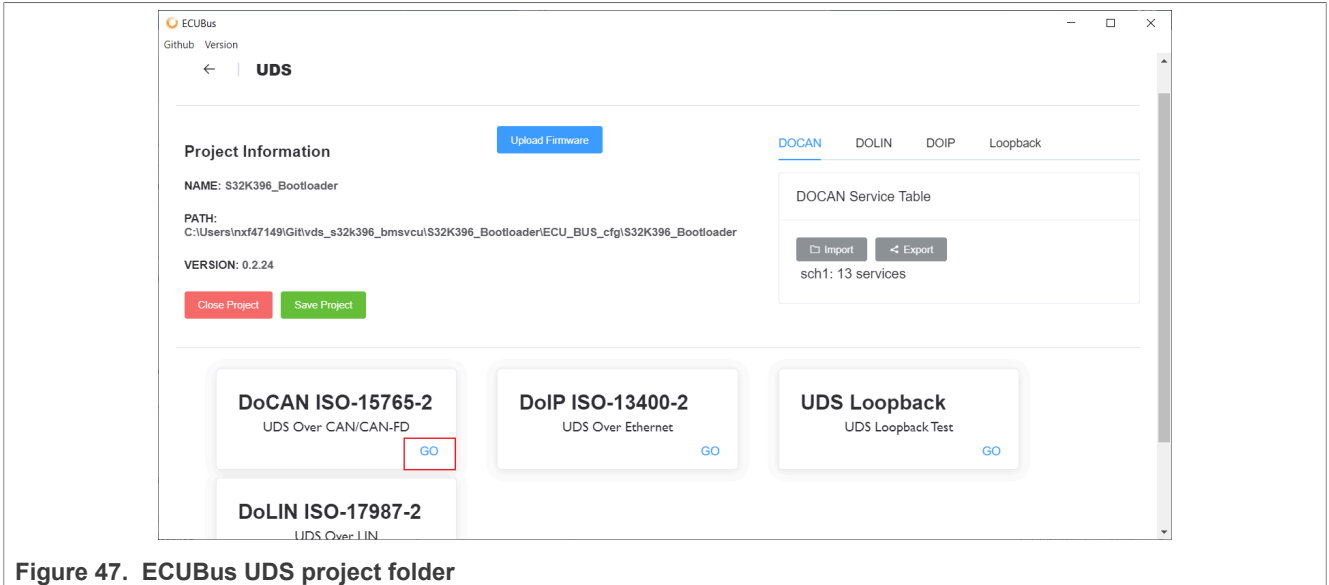 ECUBus
Github Version
UDS
Project Information
Upload Firmware
NAME: S32K396_Bootloader
PATH:
C:\Users\nxf47149\Git\vds_s32k396_bmsvcu\S32K396_Bootloader\ECU_BUS_cfg\S32K396_Bootloader
VERSION: 0.2.24
Close Project Save Project
DOCAN DOLIN DOIP Loopback
DOCAN Service Table
Import Export
sch1: 13 services
DoCAN ISO-15765-2
UDS Over CAN/CAN-FD
GO
DoIP ISO-13400-2
UDS Over Ethernet
GO
UDS Loopback
UDS Loopback Test
GO
DoLIN ISO-17987-2
UDS Over LIN
Figure 47. ECUBus UDS project folder